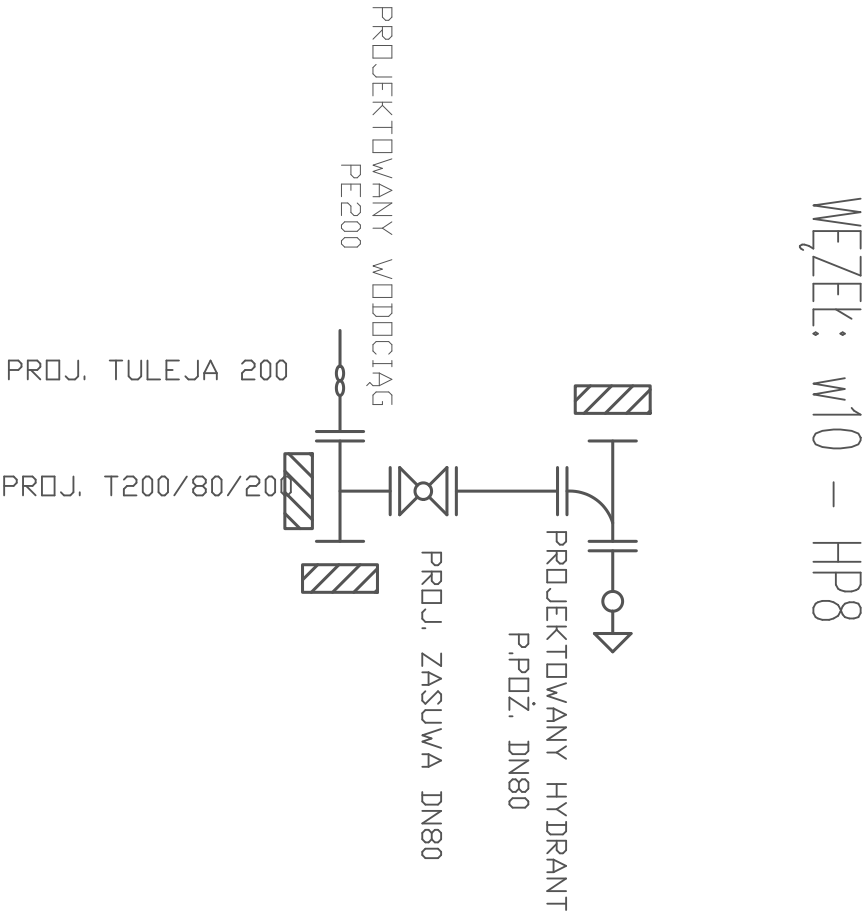 WĘZEŁ: w10 - HP8
PROJEKTOWANY WODOCIĄG
PE200
PROJ. TULEJA 200
PROJ. T200/80/200
PROJ. ZASUWA DN80
PROJEKTOWANY HYDRANT
P.POŻ. DN80